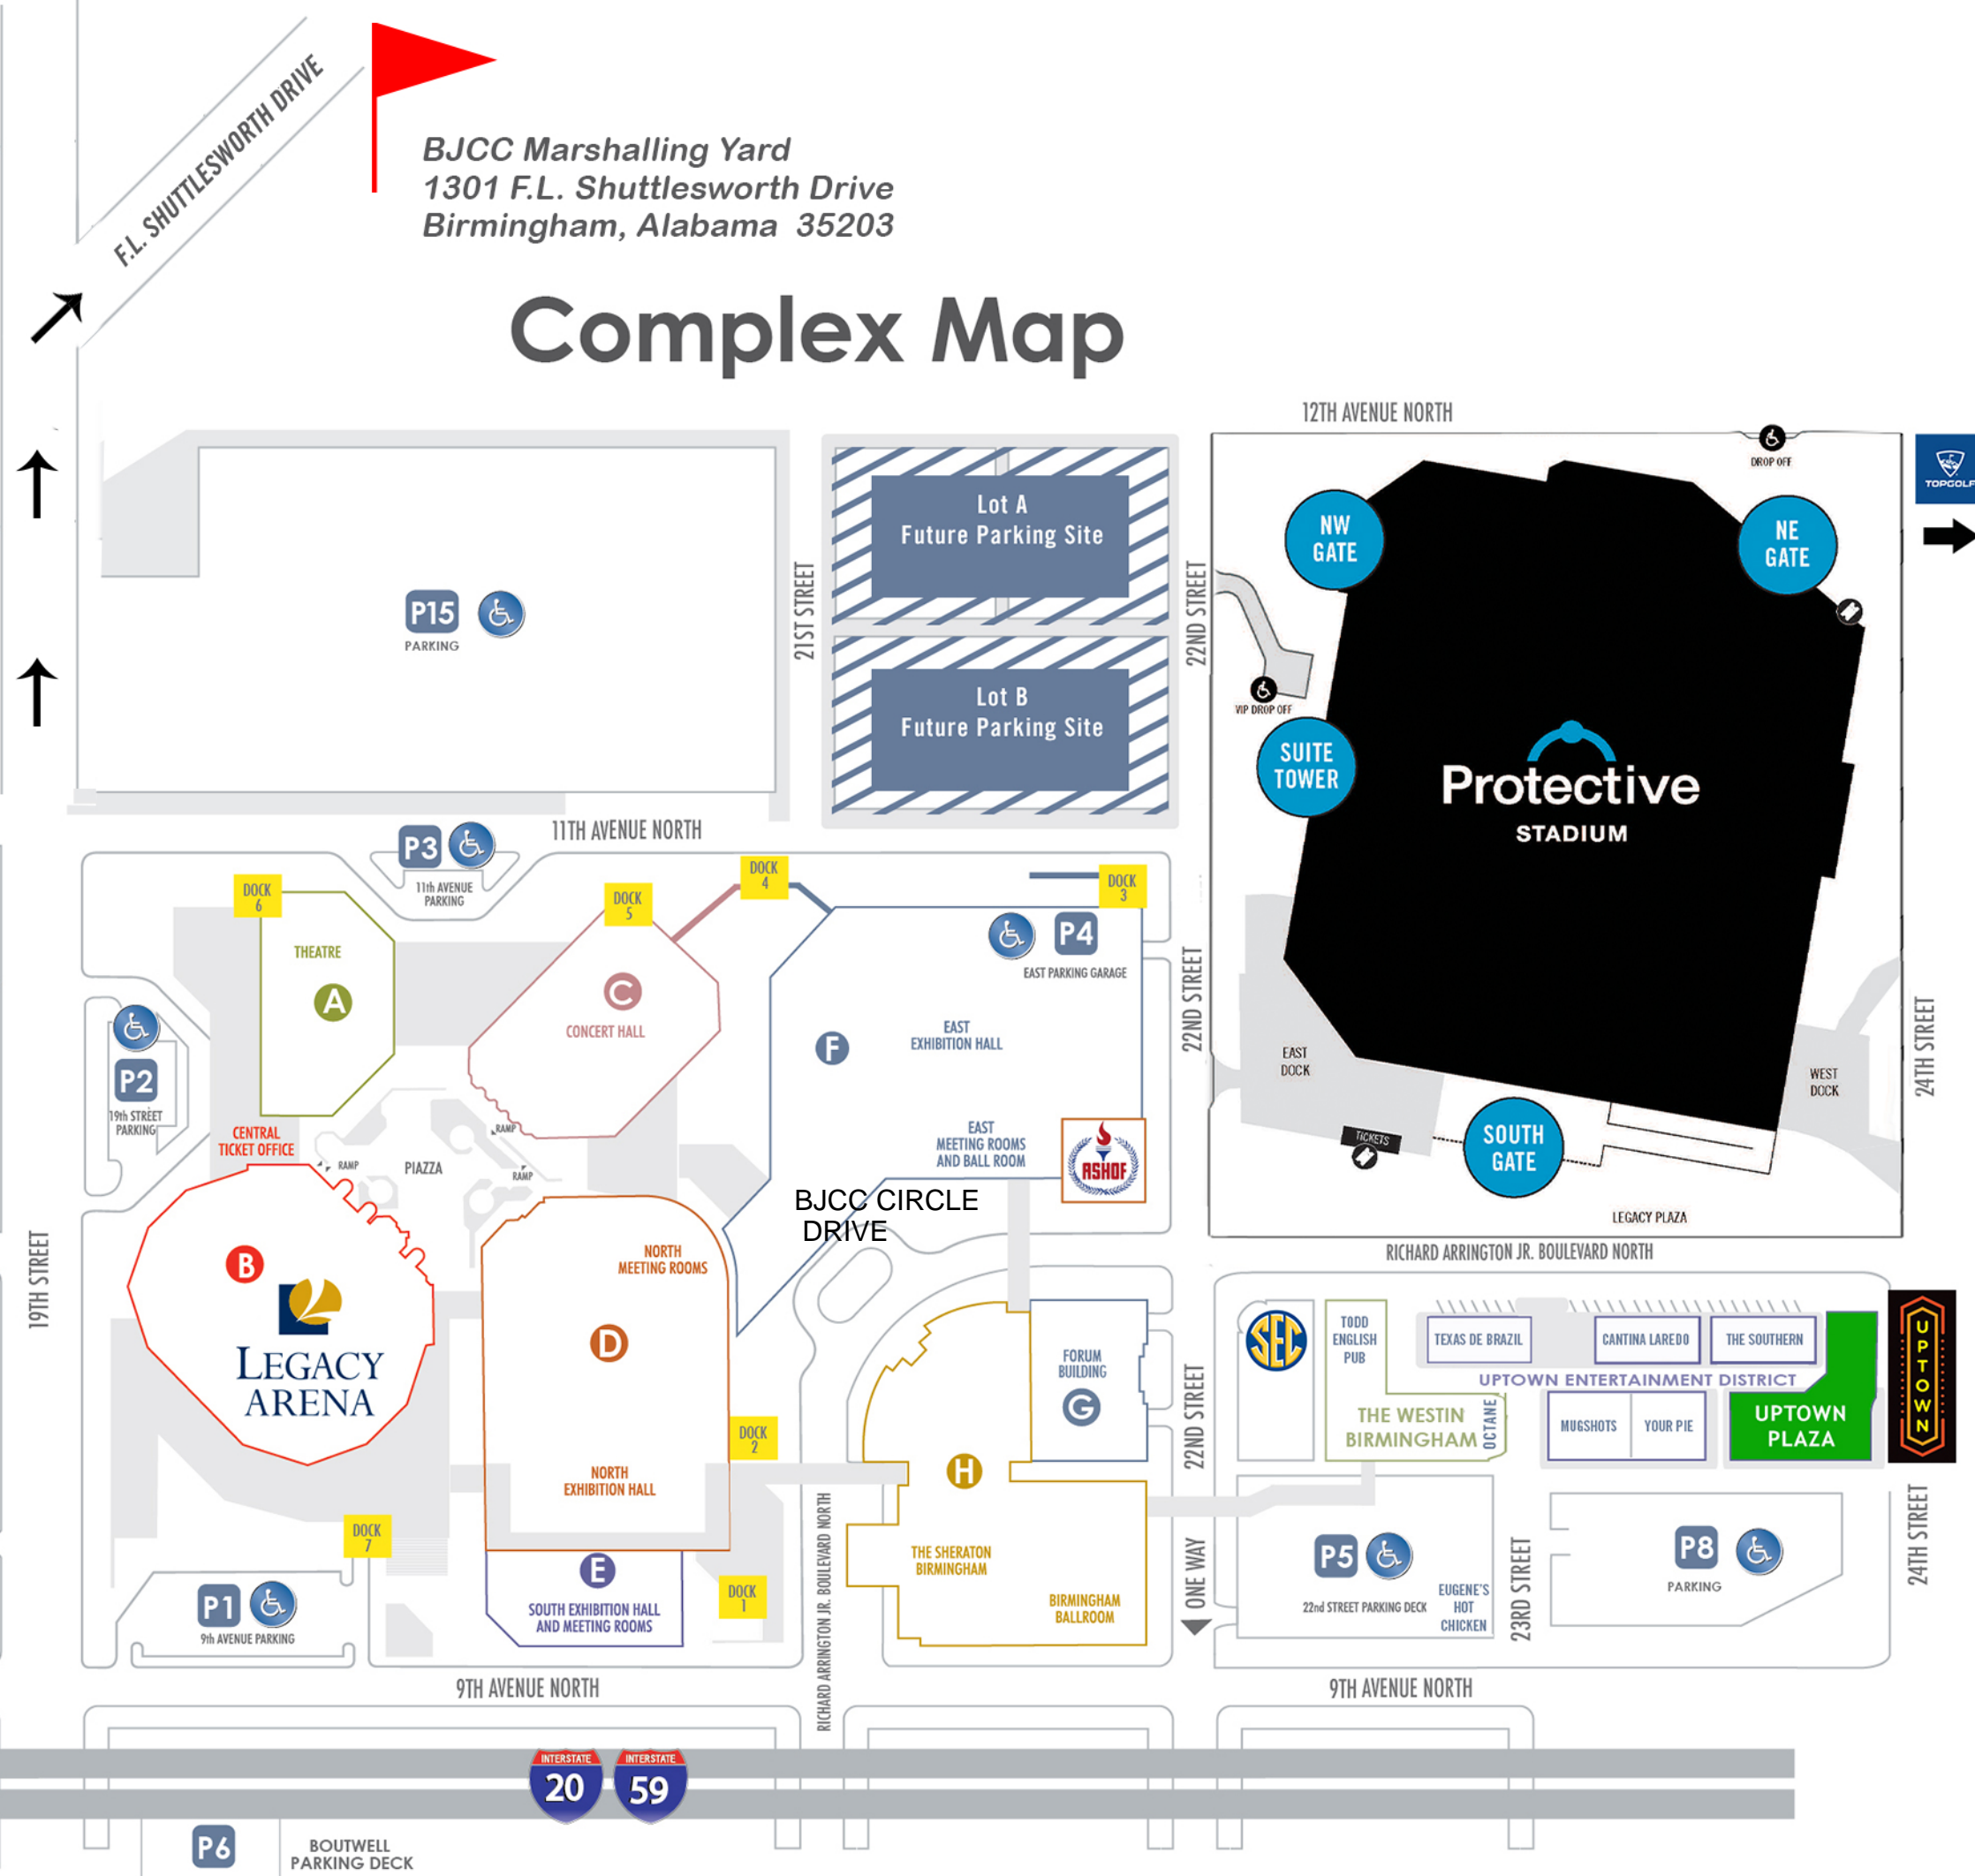 F.L. SHUTTLESWORTH DRIVE
BJCC Marshalling Yard
1301 F.L. Shuttlesworth Drive
Birmingham, Alabama 35203
Complex Map
12TH AVENUE NORTH
DROP OFF
TOPGOLF
NW
GATE
NE
GATE
Lot A
Future Parking Site
P15
PARKING
21ST STREET
22ND STREET
Lot B
Future Parking Site
VIP DROP OFF
SUITE
TOWER
Protective
STADIUM
11TH AVENUE NORTH
P3
11th AVENUE
PARKING
DOCK
6
DOCK
5
DOCK
4
DOCK
3
THEATRE
A
C
CONCERT HALL
P4
EAST PARKING GARAGE
F
EAST
EXHIBITION HALL
22ND STREET
24TH STREET
EAST
DOCK
WEST
DOCK
P2
19th STREET
PARKING
CENTRAL
TICKET OFFICE
RAMP
RAMP
RAMP
PIAZZA
EAST
MEETING ROOMS
AND BALL ROOM
ASHOF
TICKETS
SOUTH
GATE
BJCC CIRCLE
DRIVE
LEGACY PLAZA
RICHARD ARRINGTON JR. BOULEVARD NORTH
19TH STREET
B
LEGACY
ARENA
NORTH
MEETING ROOMS
D
NORTH
EXHIBITION HALL
DOCK
2
FORUM
BUILDING
G
H
22ND STREET
SEC
TODD
ENGLISH
PUB
TEXAS DE BRAZIL
CANTINA LAREDO
THE SOUTHERN
UPTOWN ENTERTAINMENT DISTRICT
THE WESTIN
BIRMINGHAM
OCTANE
MUGSHOTS
YOUR PIE
UPTOWN
PLAZA
UPTOWN
24TH STREET
DOCK
7
P1
9th AVENUE PARKING
E
SOUTH EXHIBITION HALL
AND MEETING ROOMS
DOCK
1
RICHARD ARRINGTON JR. BOULEVARD NORTH
THE SHERATON
BIRMINGHAM
BIRMINGHAM
BALLROOM
ONE WAY
P5
22nd STREET PARKING DECK
EUGENE'S
HOT
CHICKEN
23RD STREET
P8
PARKING
9TH AVENUE NORTH
9TH AVENUE NORTH
INTERSTATE
20
INTERSTATE
59
P6
BOUTWELL
PARKING DECK